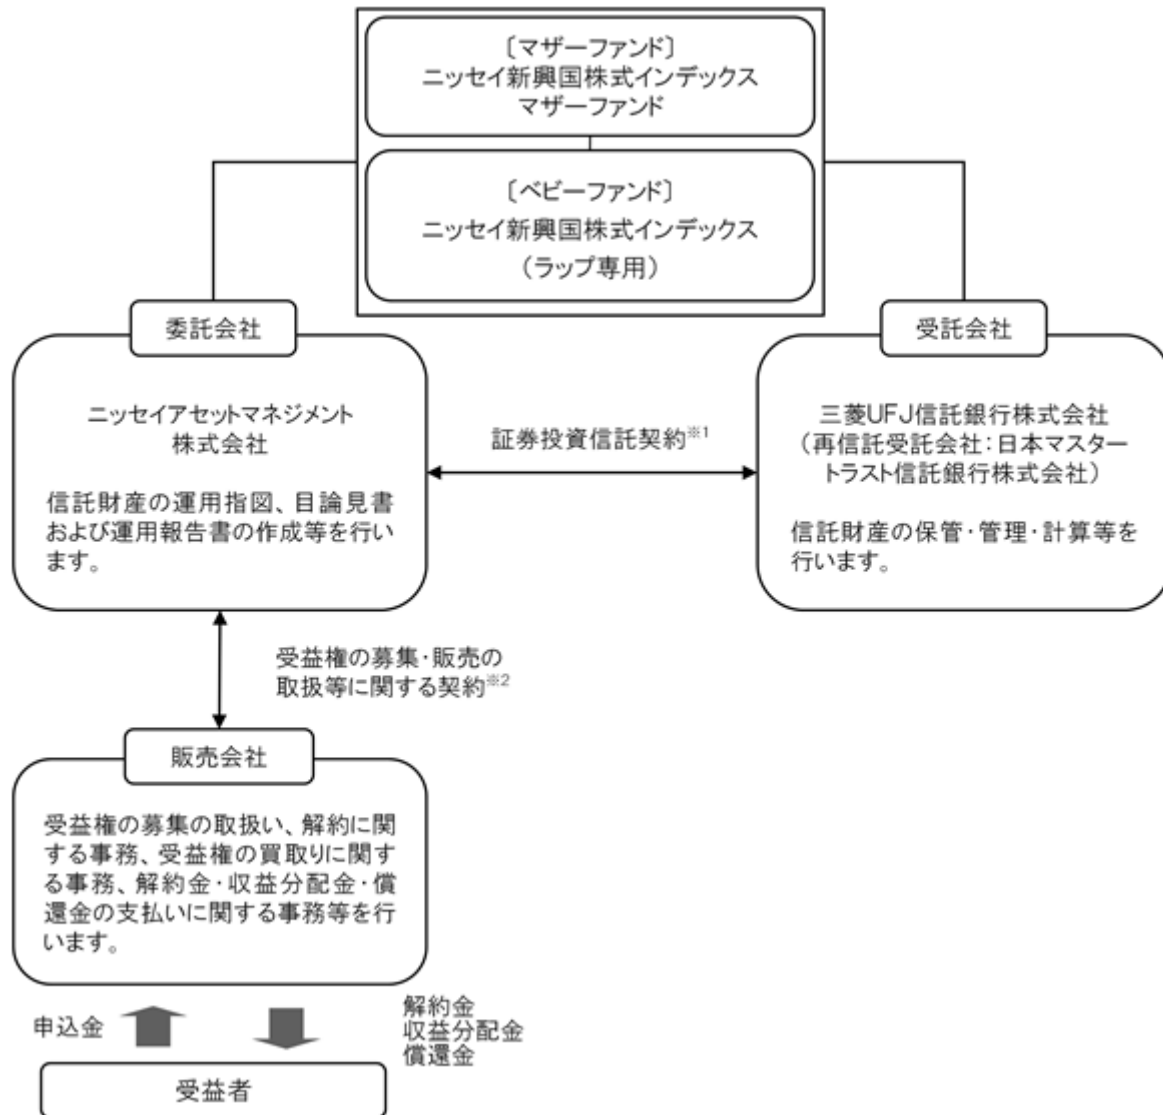 〔マザーファンド〕
ニッセイ新興国株式インデックス
マザーファンド
〔ベビーファンド〕
ニッセイ新興国株式インデックス
（ラップ専用）
委託会社
ニッセイアセットマネジメント
株式会社
信託財産の運用指図、目論見書
および運用報告書の作成等を行い
ます。
証券投資信託契約※1
受託会社
三菱UFJ信託銀行株式会社
（再信託受託会社：日本マスター
トラスト信託銀行株式会社）
信託財産の保管・管理・計算等を
行います。
受益権の募集・販売の
取扱等に関する契約※2
販売会社
受益権の募集の取扱い、解約に関
する事務、受益権の買取りに関す
る事務、解約金・収益分配金・償
還金の支払いに関する事務等を行
います。
申込金
解約金
収益分配金
償還金
受益者